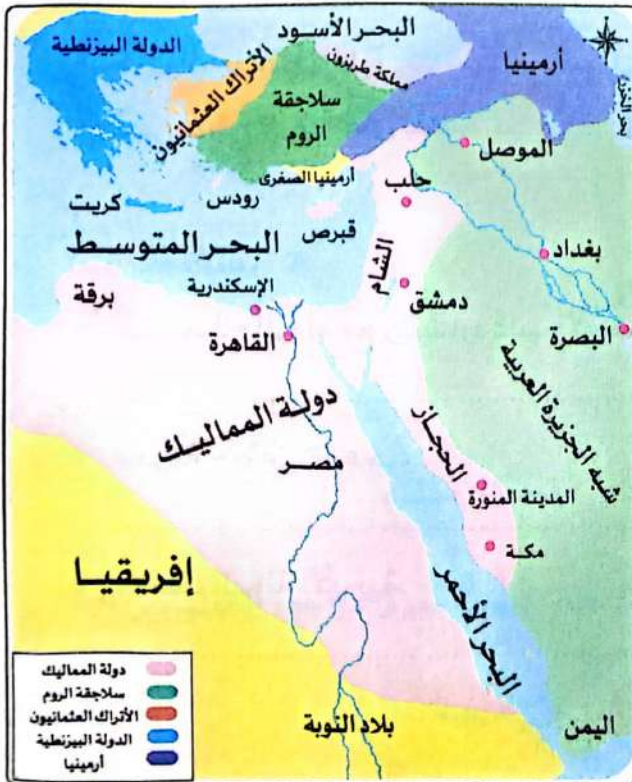 البحر الأسود
الدولة البيزنطية
الأتراك العثمانيون
مملكة طربزون
أرمينيا
سلاجقة
الروم
بحر الخزر
الموصل
أرمينيا الصغرى
حلب
رودس
كريت
قبرص
البحر المتوسط
الشام
بغداد
برقة
الإسكندرية
دمشق
القاهرة
البصرة
دولة المماليك
مصر
شبه الجزيرة العربية
الحجاز
المدينة المنورة
مكة
إفريقيا
البحر الأحمر
دولة المماليك
سلاجقة الروم
الأتراك العثمانيون
الدولة البيزنطية
أرمينيا
بلاد النوبة
اليمن